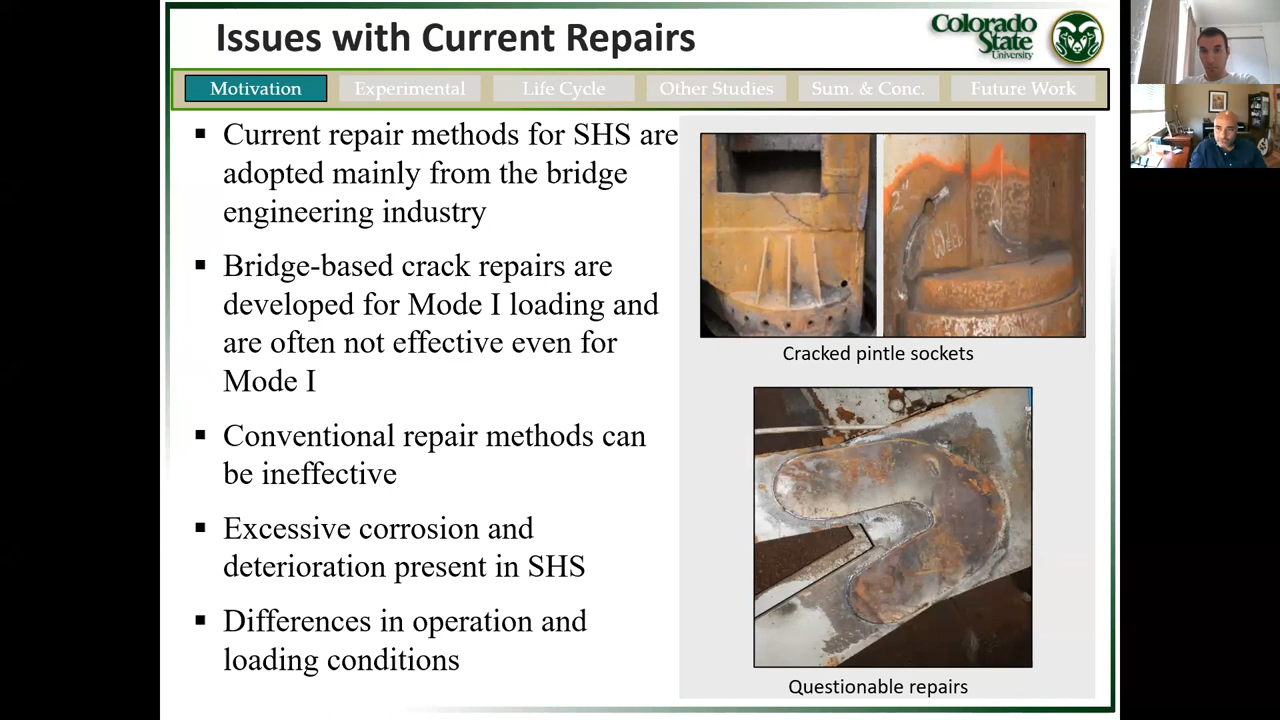 Issues with Current Repairs
Colorado
State
University
Motivation
Experimental
Life Cycle
Other Studies
Sum. & Conc.
Future Work
▪ Current repair methods for SHS are
adopted mainly from the bridge
engineering industry
▪ Bridge-based crack repairs are
developed for Mode I loading and
are often not effective even for
Mode I
▪ Conventional repair methods can
be ineffective
▪ Excessive corrosion and
deterioration present in SHS
▪ Differences in operation and
loading conditions
2"
WELD
Cracked pintle sockets
Questionable repairs